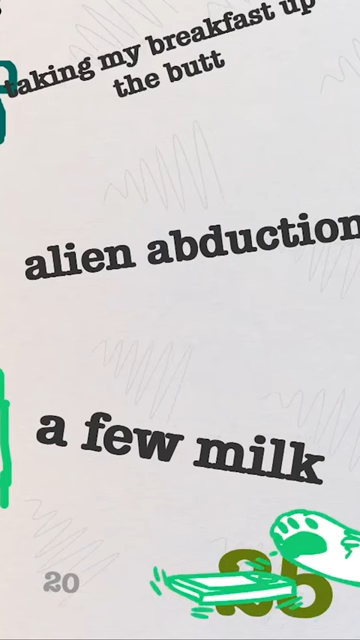 taking my breakfast up
the butt
alien abduction
a few milk
20